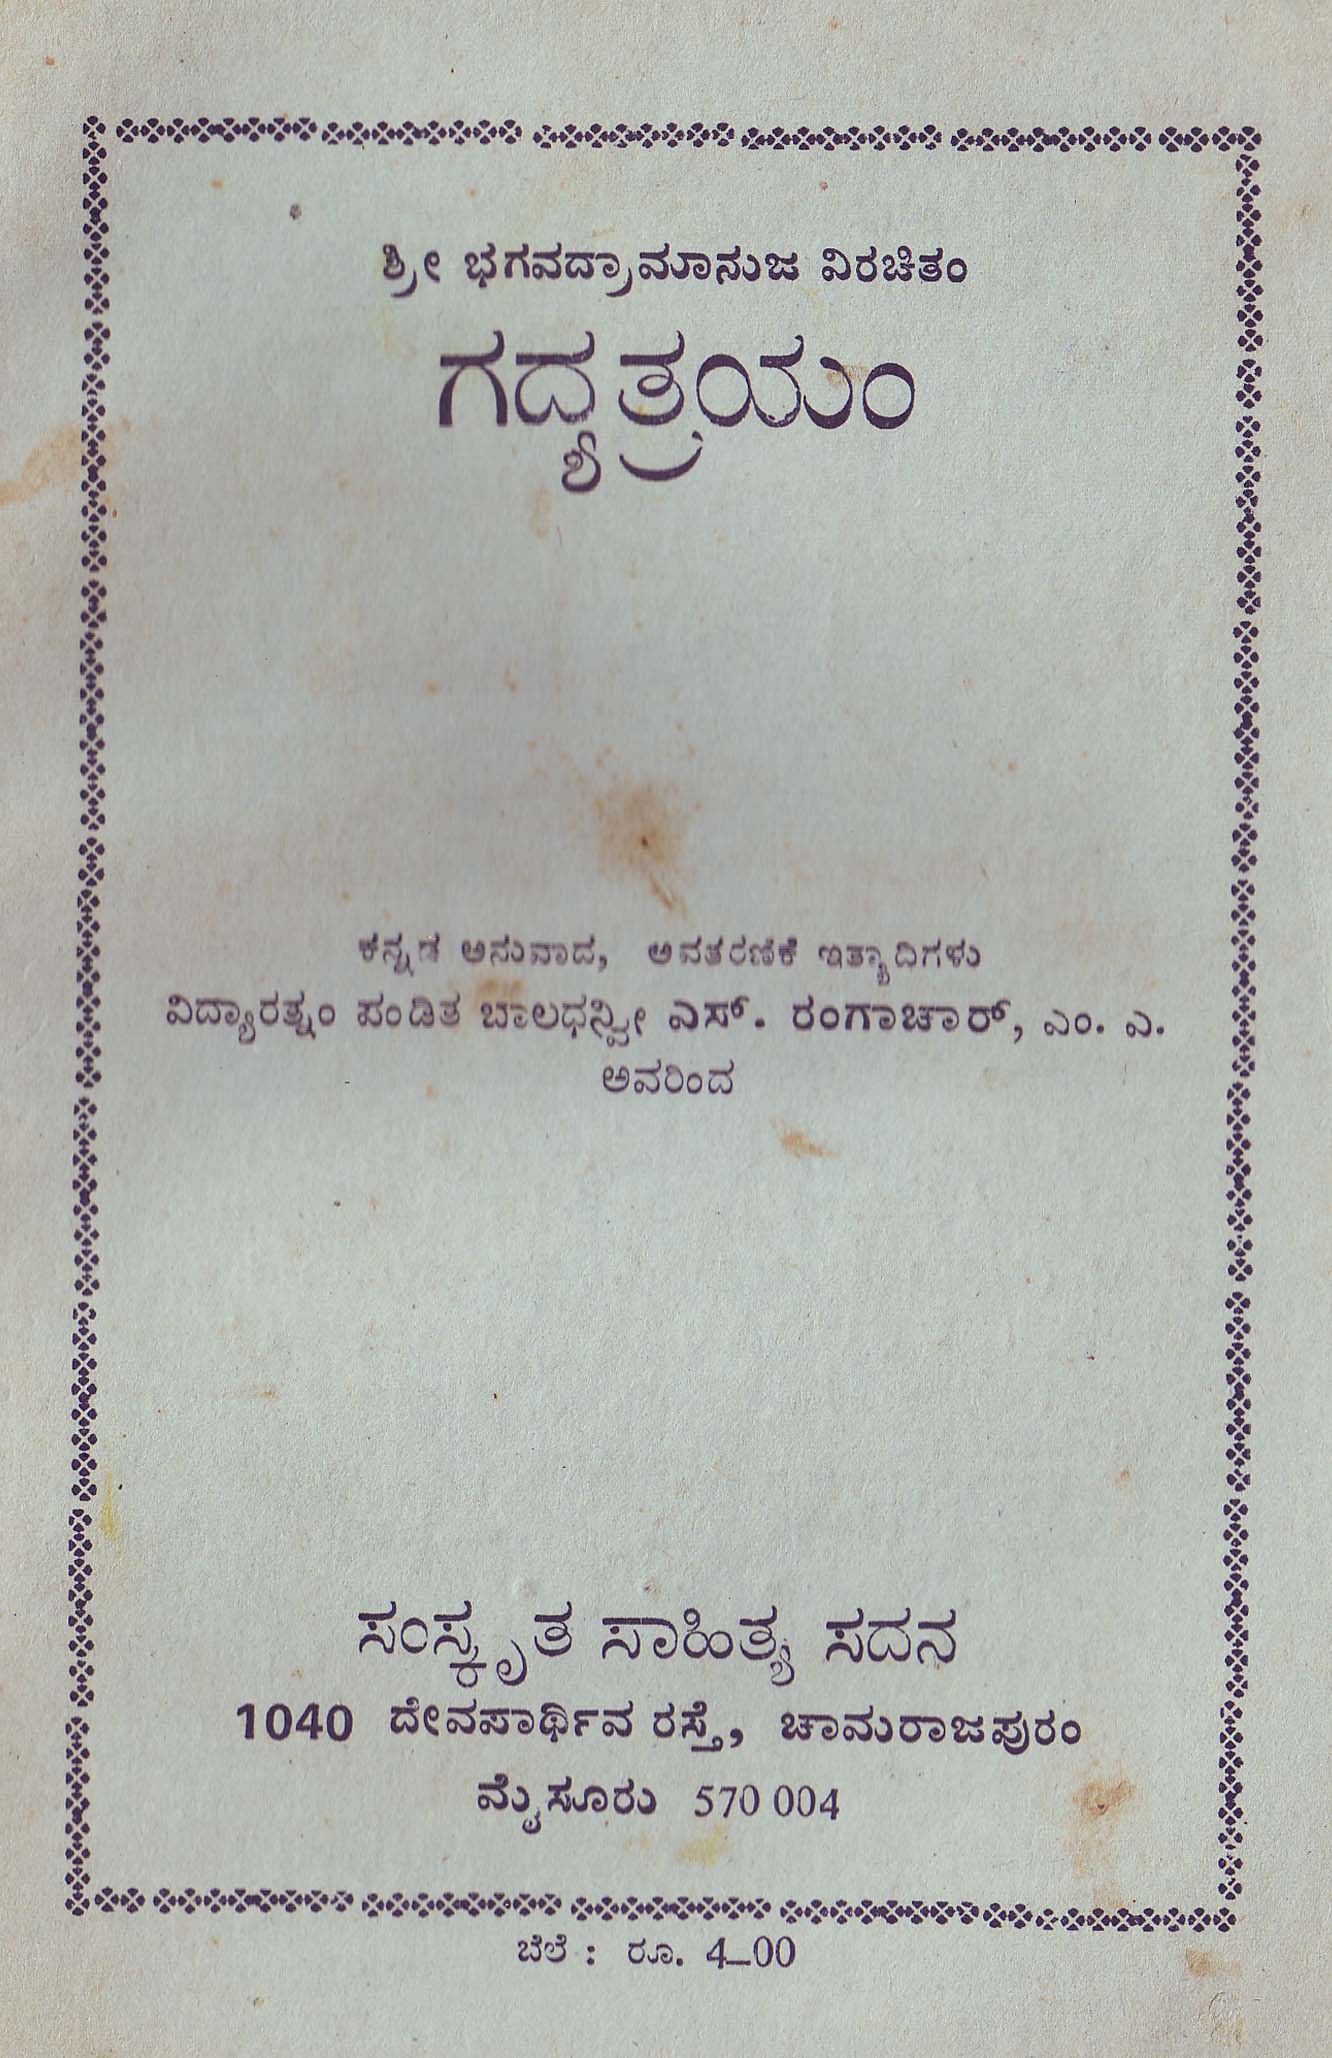 ಶ್ರೀ ಭಗವದ್ರಾಮಾನುಜ ವಿರಚಿತಂ
ಗದ್ಯತ್ರಯಂ
ಕನ್ನಡ ಅನುವಾದ, ಅವತರಣಿಕೆ ಇತ್ಯಾದಿಗಳು
ವಿದ್ಯಾರತ್ನಂ ಪಂಡಿತ ಬಾಲಧನ್ವೀ ಎಸ್. ರಂಗಾಚಾರ್, ಎಂ. ಎ.
ಅವರಿಂದ
ಸಂಸ್ಕೃತ ಸಾಹಿತ್ಯ ಸದನ
1040 ದೇವಪಾರ್ಥಿವ ರಸ್ತೆ, ಚಾಮರಾಜಪುರಂ
ಮೈಸೂರು 570 004
ಬೆಲೆ : ರೂ. 4–00